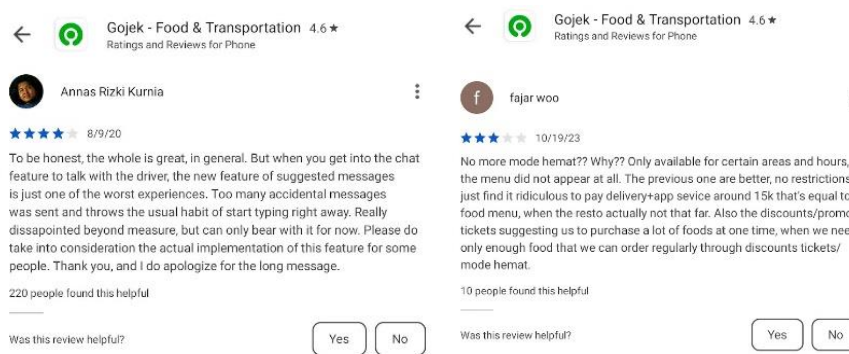 Gojek - Food & Transportation 4.6 ★
Ratings and Reviews for Phone
Annas Rizki Kurnia
8/9/20
To be honest, the whole is great, in general. But when you get into the chat
feature to talk with the driver, the new feature of suggested messages
is just one of the worst experiences. Too many accidental messages
was sent and throws the usual habit of start typing right away. Really
dissapointed beyond measure, but can only bear with it for now. Please do
take into consideration the actual implementation of this feature for some
people. Thank you, and I do apologize for the long message.
220 people found this helpful
Was this review helpful?
Yes
No
Gojek - Food & Transportation 4.6 ★
Ratings and Reviews for Phone
f
fajar woo
10/19/23
No more mode hemat?? Why?? Only available for certain areas and hours,
the menu did not appear at all. The previous one are better, no restrictions
just find it ridiculous to pay delivery+app sevice around 15k that's equal to
food menu, when the resto actually not that far. Also the discounts/promo
tickets suggesting us to purchase a lot of foods at one time, when we nee
only enough food that we can order regularly through discounts tickets/
mode hemat.
10 people found this helpful
Was this review helpful?
Yes
No